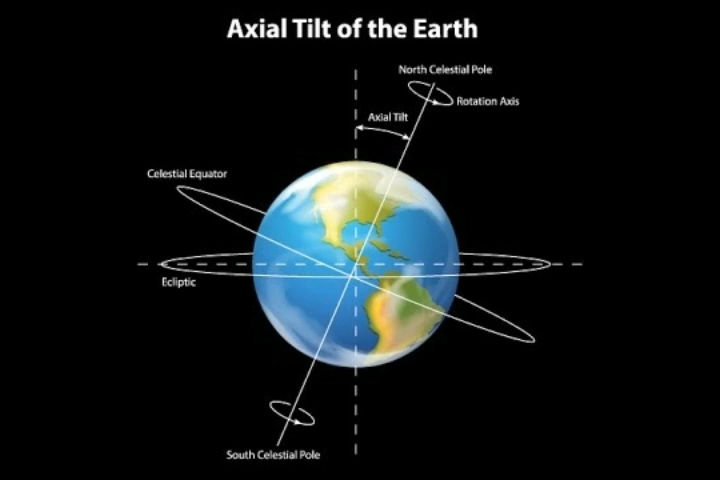 Axial Tilt of the Earth
North Celestial Pole
Rotation Axis
Axial Tilt
Celestial Equator
Ecliptic
South Celestial Pole